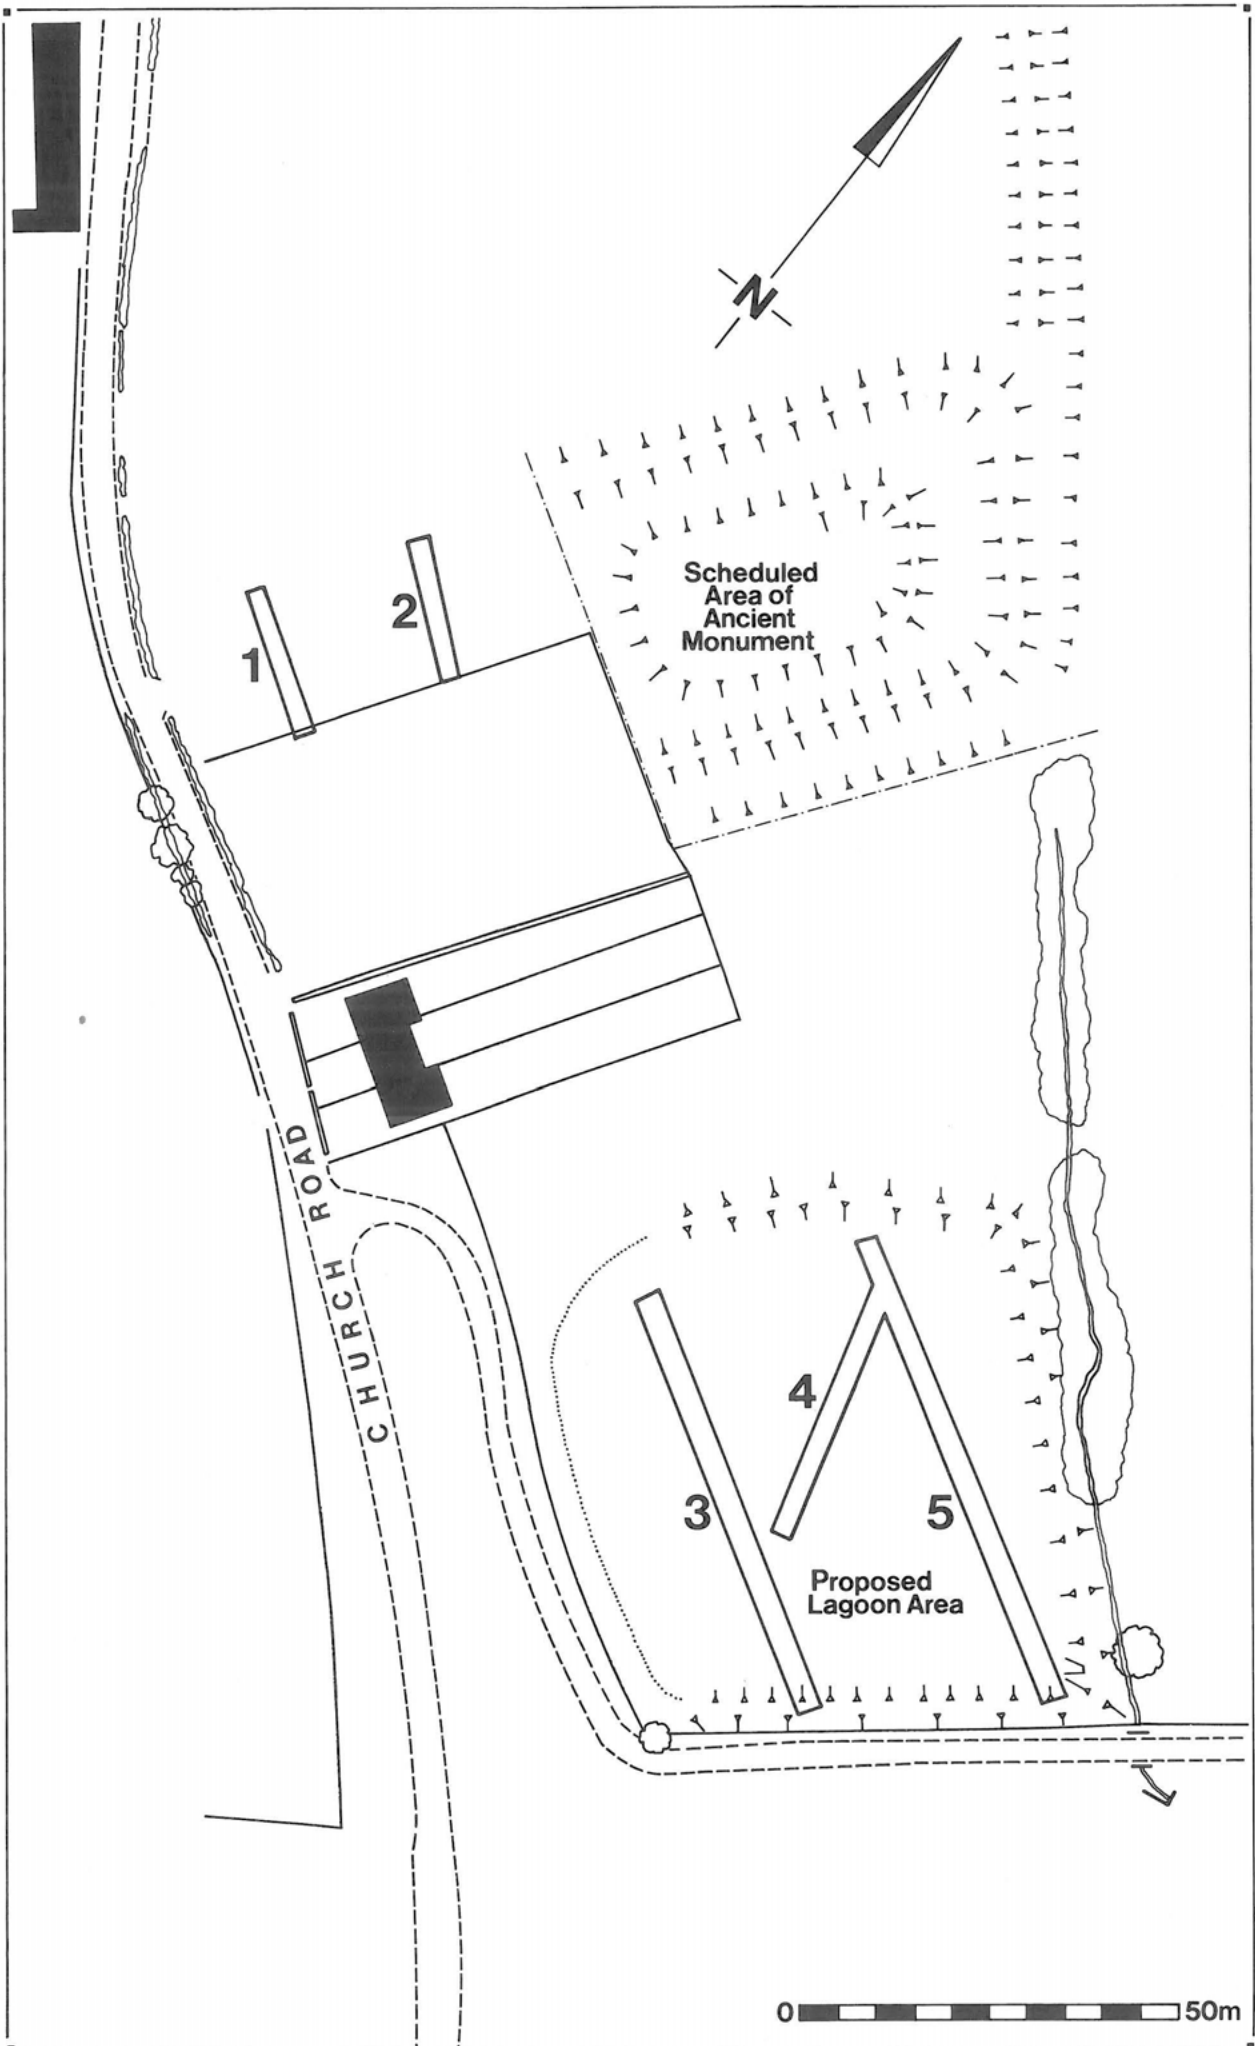 N
Scheduled
Area of
Ancient
Monument
2
1
CHURCH ROAD
4
3
5
Proposed
Lagoon Area
0 50m